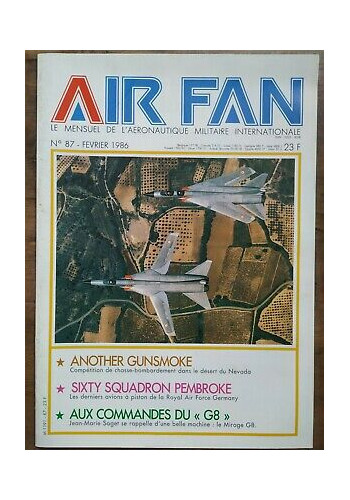 AIR FAN
LE MENSUEL DE L'AERONAUTIQUE MILITAIRE INTERNATIONALE
N° 87 - FEVRIER 1986
23 F
★ ANOTHER GUNSMOKE
Compétition de chasse-bombardement dans le désert du Nevada
★ SIXTY SQUADRON PEMBROKE
Les derniers avions à piston de la Royal Air Force Germany
★ AUX COMMANDES DU « G8 »
Jean-Marie Saget se rappelle d'une belle machine : le Mirage G8.